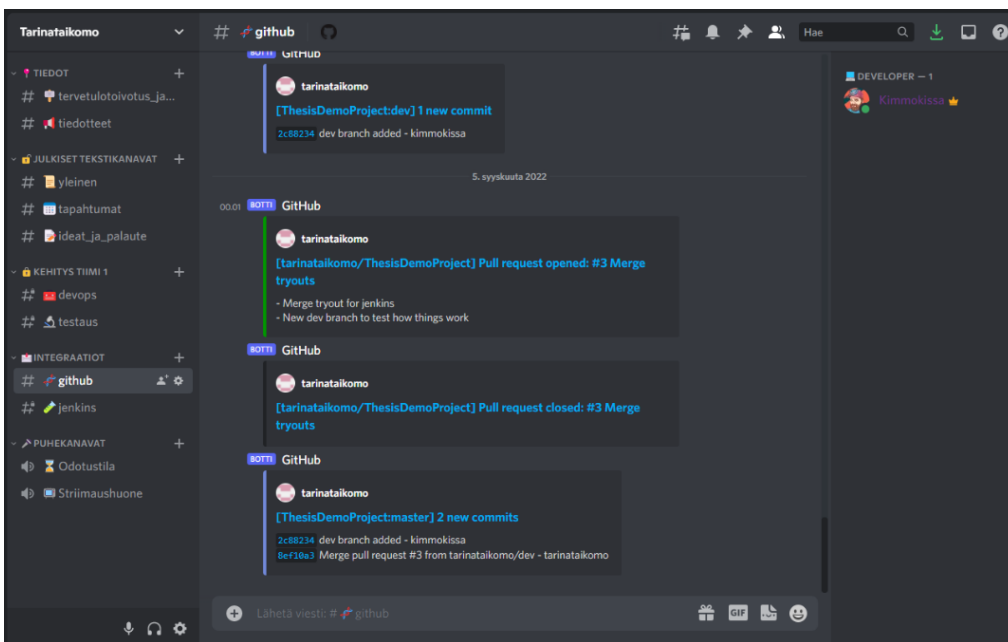 Tarinataikomo
TIEDOT
tervetulotoivotus_ja...
tiedotteet
JULKISET TEKSTIKANAVAT
yleinen
tapahtumat
ideat_ja_palaute
KEHITYS TIIMI 1
devops
testaus
INTEGRAATIOT
github
jenkins
PUHEKANAVAT
Odotustila
Striimaushuone
github
Hae
BOTTI GitHub
tarinataikomo
[ThesisDemoProject:dev] 1 new commit
2c88234 dev branch added - kimmokissa
5. syyskuuta 2022
00.01 BOTTI GitHub
tarinataikomo
[tarinataikomo/ThesisDemoProject] Pull request opened: #3 Merge
tryouts
- Merge tryout for jenkins
- New dev branch to test how things work
BOTTI GitHub
tarinataikomo
[tarinataikomo/ThesisDemoProject] Pull request closed: #3 Merge
tryouts
BOTTI GitHub
tarinataikomo
[ThesisDemoProject:master] 2 new commits
2c88234 dev branch added - kimmokissa
8ef10a3 Merge pull request #3 from tarinataikomo/dev - tarinataikomo
Lähetä viesti: # github
GIF
DEVELOPER — 1
Kimmokissa